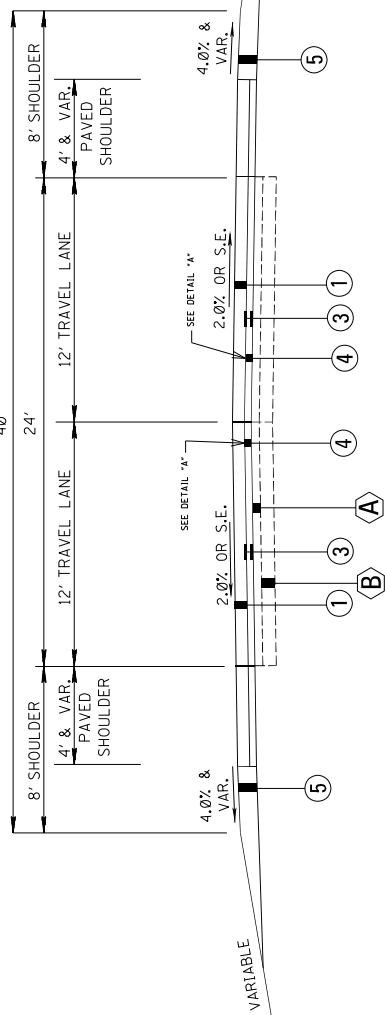 40'
24'
8' SHOULDER
8' SHOULDER
4' & VAR.
PAVED
SHOULDER
12' TRAVEL LANE
12' TRAVEL LANE
4' & VAR.
PAVED
SHOULDER
SEE DETAIL "A"
SEE DETAIL "A"
4.0% &
VAR.
2.0% OR S.E.
2.0% OR S.E.
4.0% &
VAR.
VARIABLE
5
1
B
3
A
4
4
3
1
5